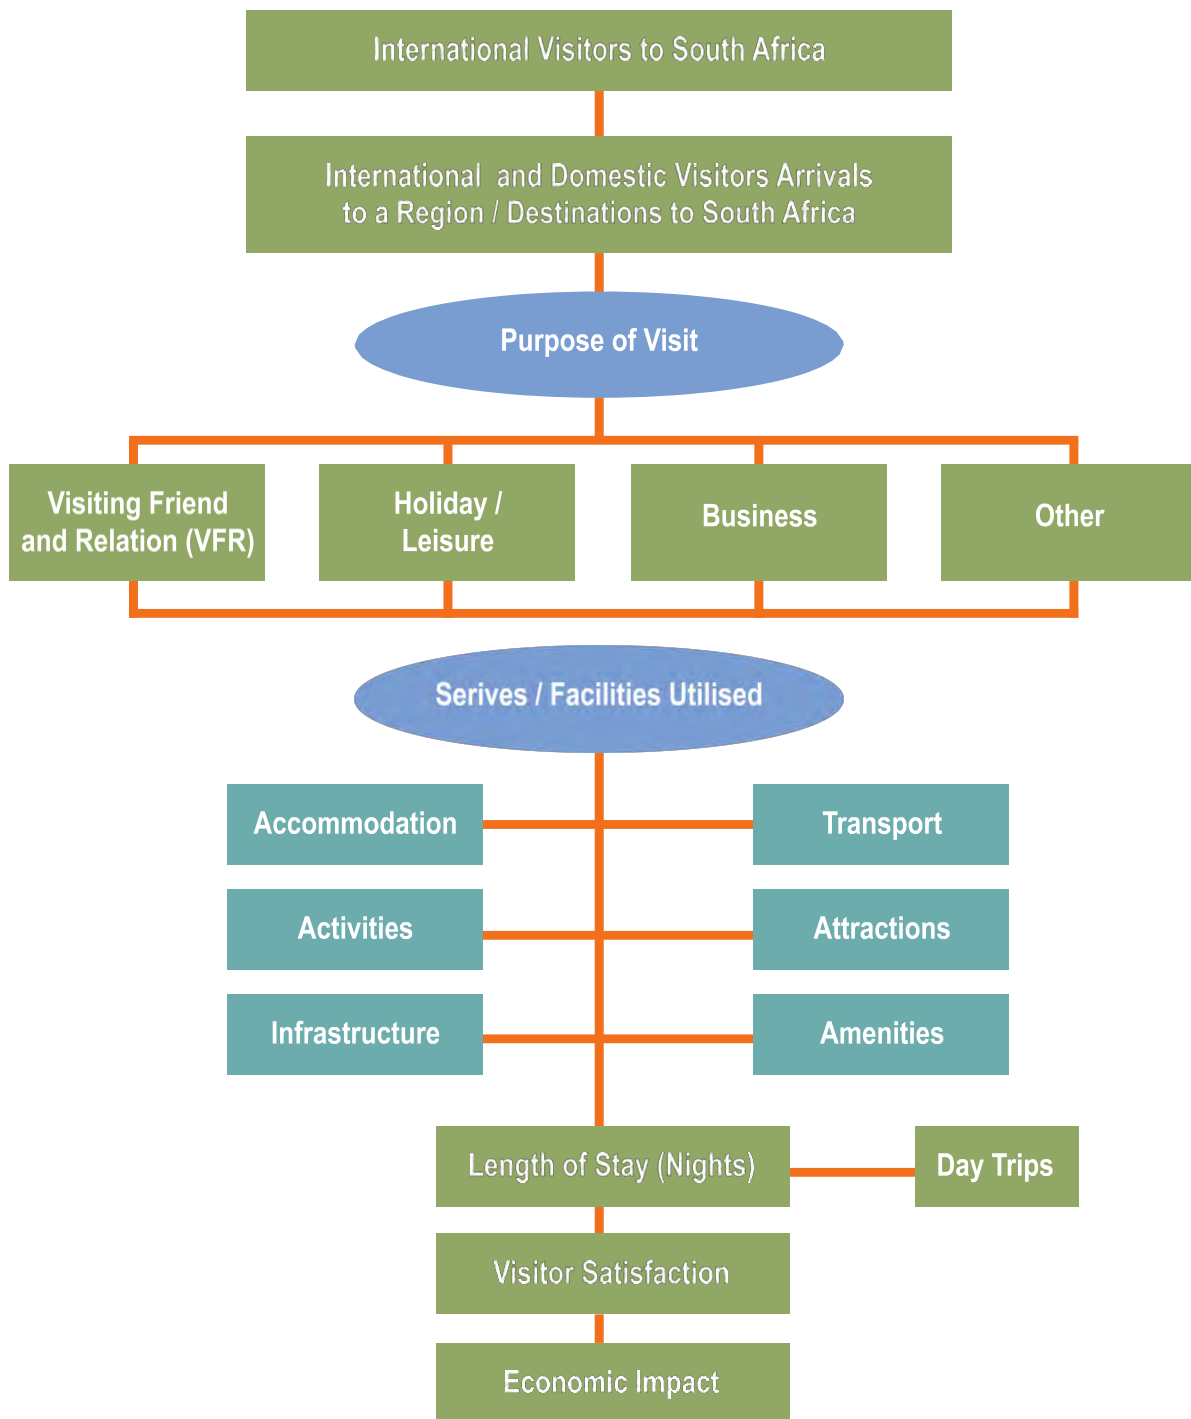 International Visitors to South Africa
International and Domestic Visitors Arrivals
to a Region / Destinations to South Africa
Purpose of Visit
Visiting Friend
and Relation (VFR)
Holiday /
Leisure
Business
Other
Serives / Facilities Utilised
Accommodation
Transport
Activities
Attractions
Infrastructure
Amenities
Length of Stay (Nights)
Day Trips
Visitor Satisfaction
Economic Impact